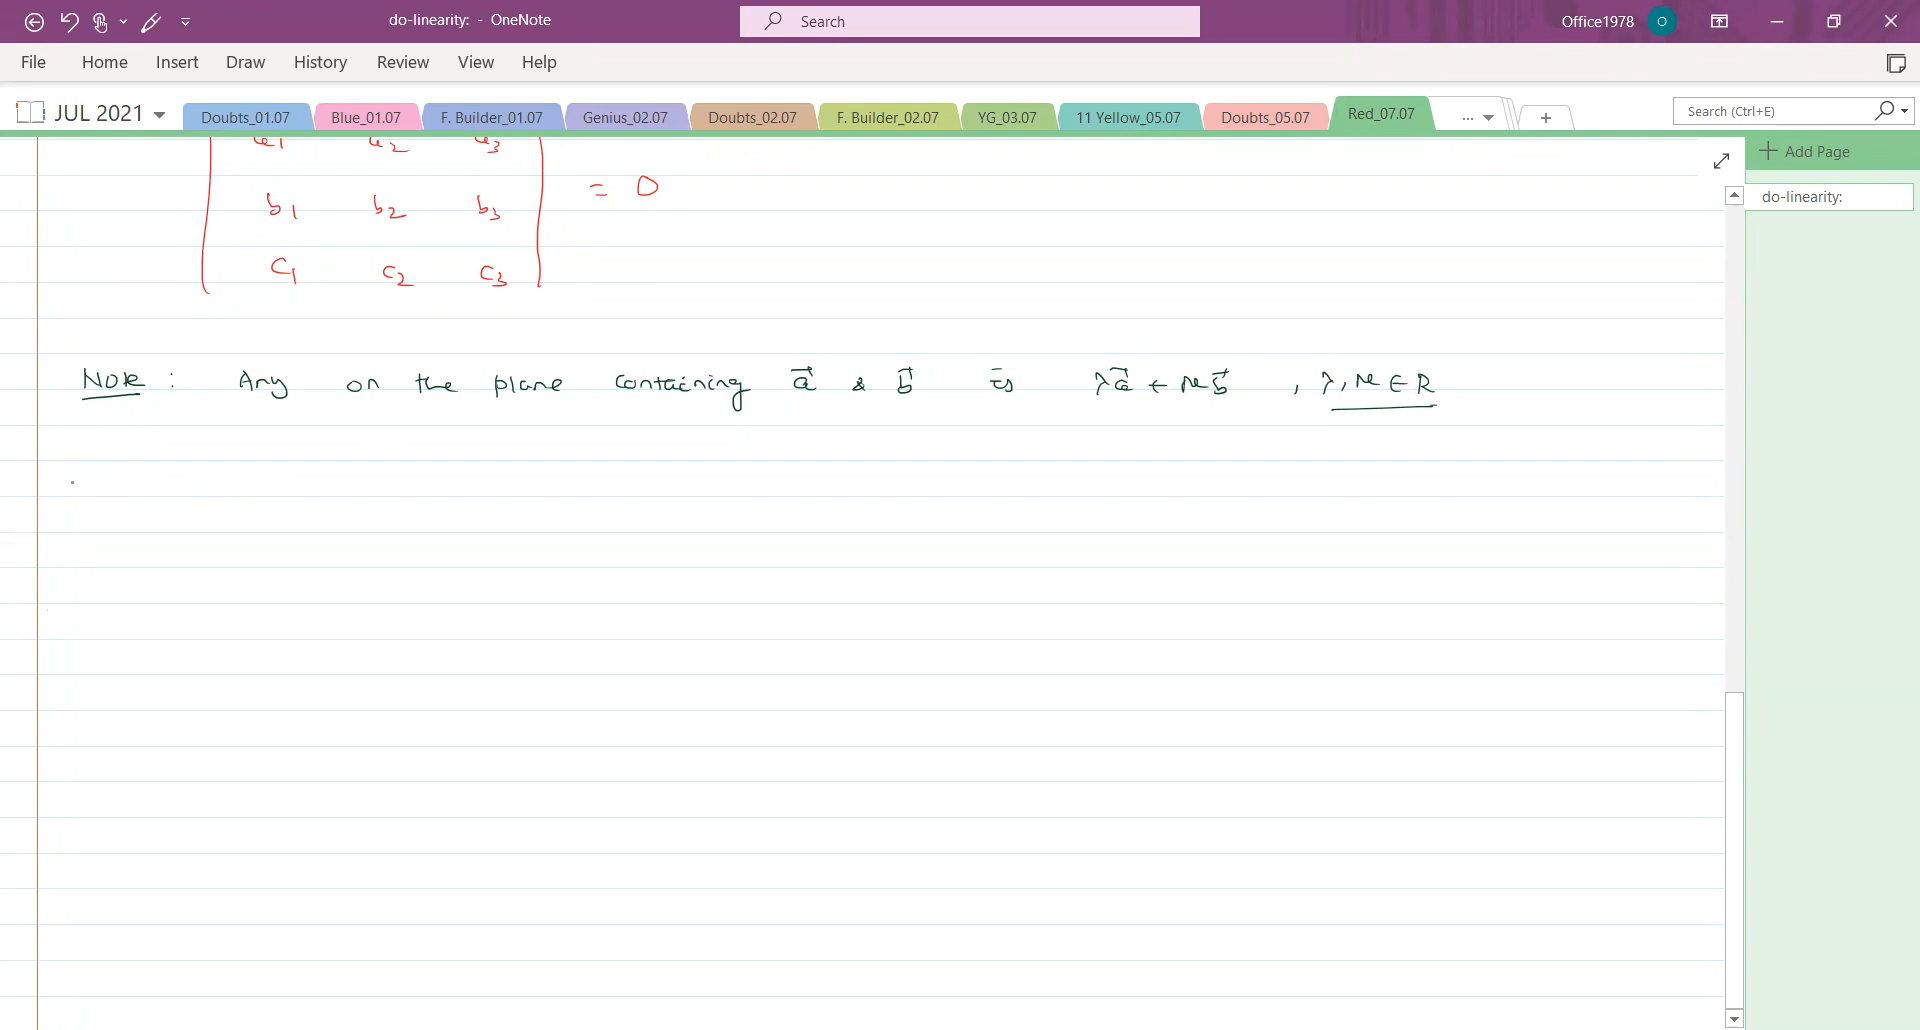 do-linearity: - OneNote
Search
Office1978 O
File Home Insert Draw History Review View Help
JUL 2021
Doubts_01.07 Blue_01.07 F. Builder_01.07 Genius_02.07 Doubts_02.07 F. Builder_02.07 YG_03.07 11 Yellow_05.07 Doubts_05.07 Red_07.07 ... +
Search (Ctrl+E)
Add Page
do-linearity:
a₁ a₂ a₃
b₁ b₂ b₃ = 0
c₁ c₂ c₃
Note : Any on the plane containing a⃗ & b⃗ is λa⃗ + μb⃗ , λ, μ ∈ R